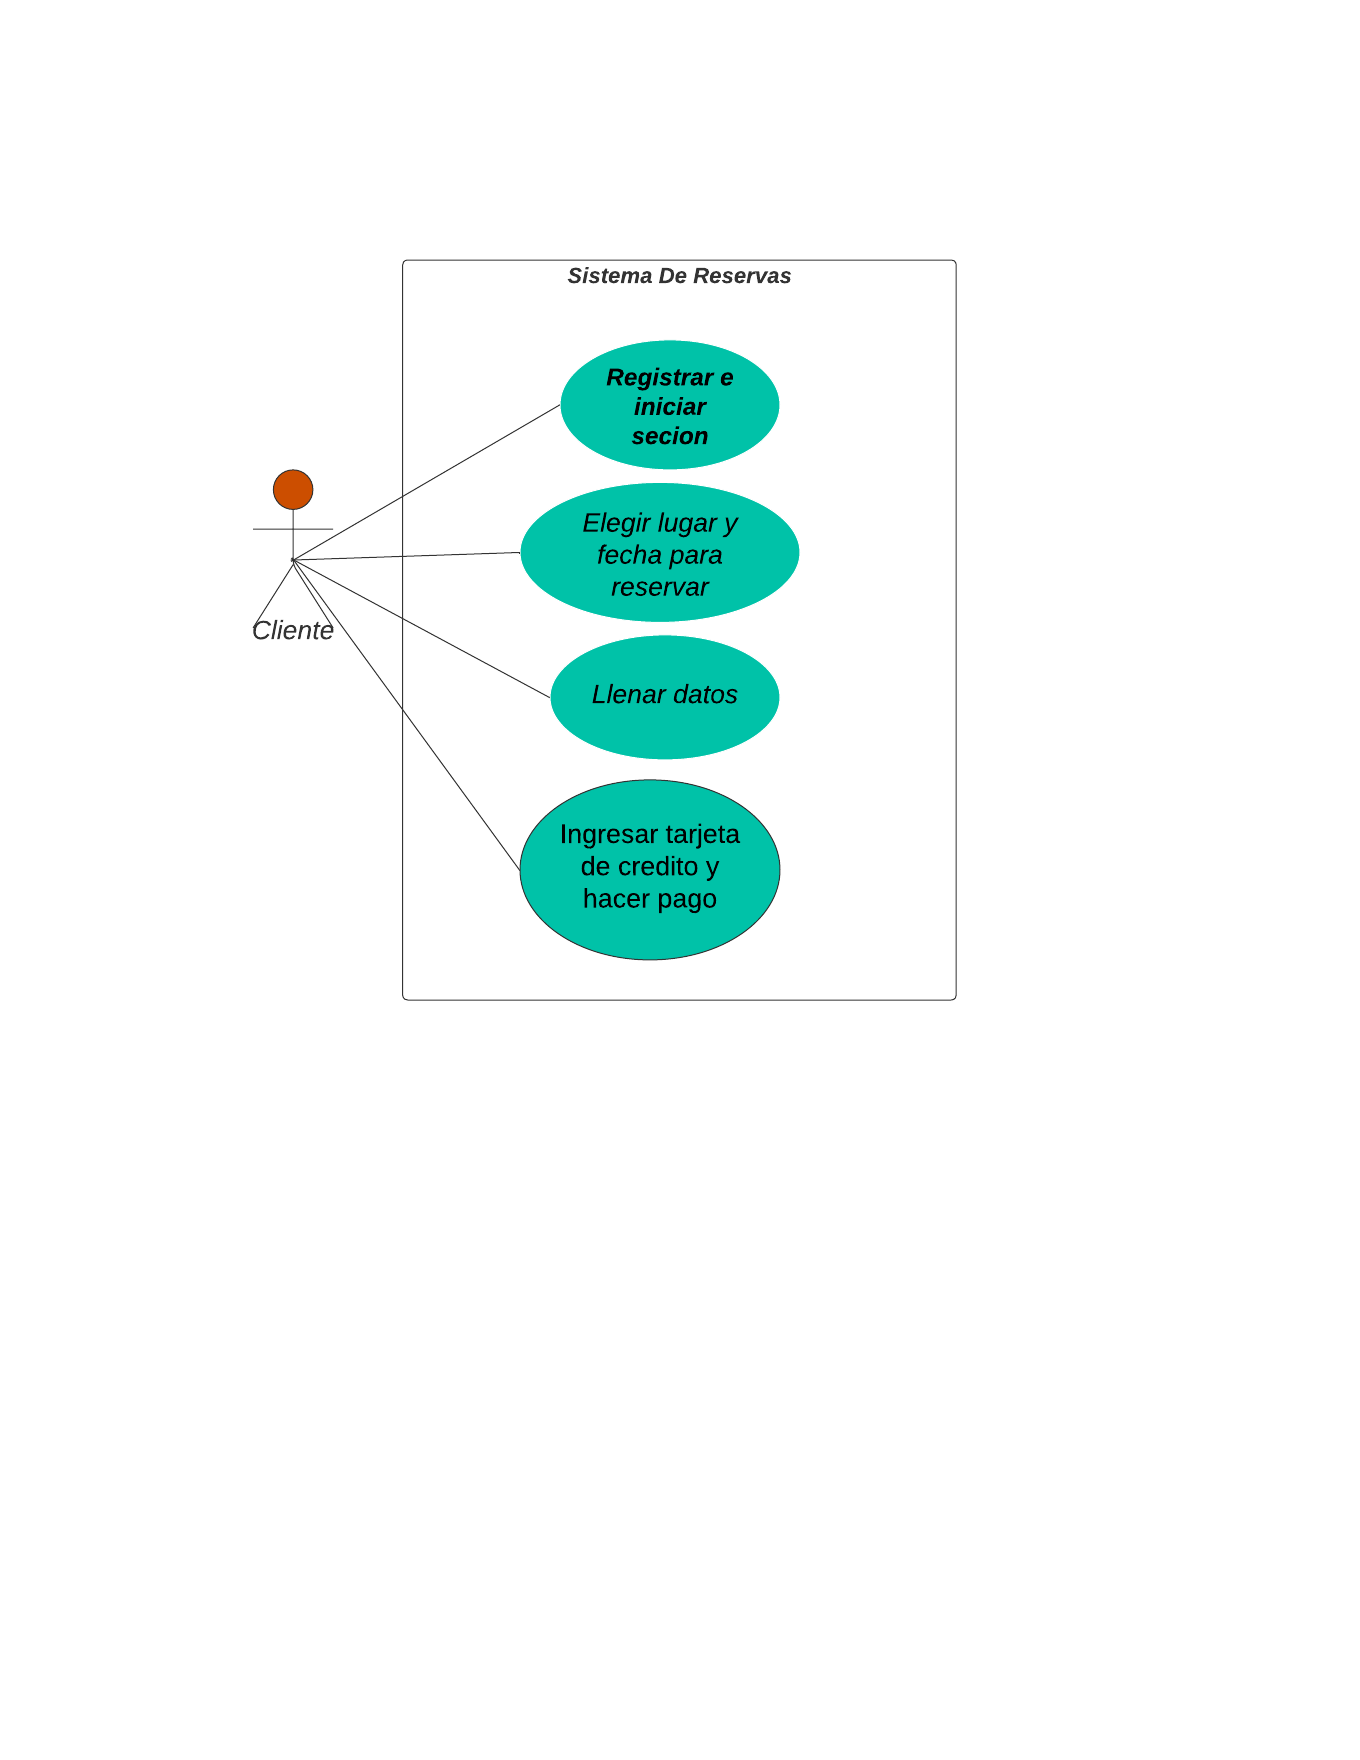 Sistema De Reservas
Registrar e
iniciar
secion
Elegir lugar y
fecha para
reservar
Cliente
Llenar datos
Ingresar tarjeta
de credito y
hacer pago